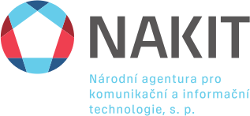 NAKIT
Národní agentura pro
komunikační a informační
technologie, s. p.